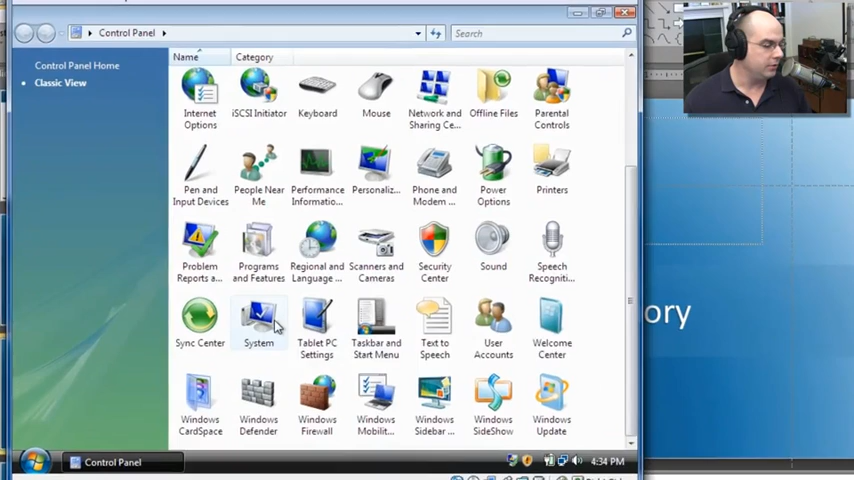 Control Panel
Search
Control Panel Home
Classic View
Name
Category
Internet
Options
iSCSI Initiator
Keyboard
Mouse
Network and
Sharing Ce...
Offline Files
Parental
Controls
Pen and
Input Devices
People Near
Me
Performance
Informatio...
Personaliz...
Phone and
Modem ...
Power
Options
Printers
Problem
Reports a...
Programs
and Features
Regional and
Language ...
Scanners and
Cameras
Security
Center
Sound
Speech
Recogniti...
Sync Center
System
Tablet PC
Settings
Taskbar and
Start Menu
Text to
Speech
User
Accounts
Welcome
Center
Windows
CardSpace
Windows
Defender
Windows
Firewall
Windows
Mobilit...
Windows
Sidebar ...
Windows
SideShow
Windows
Update
ory
Control Panel
4:34 PM